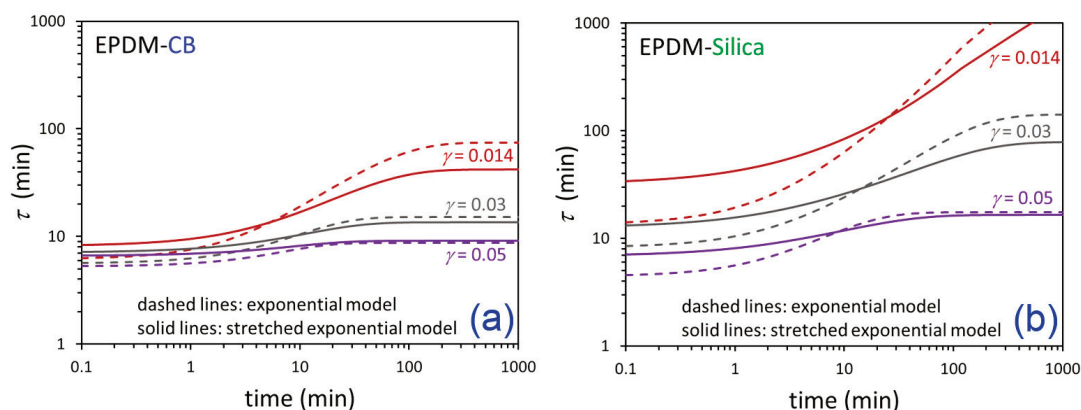 1000
100
10
1
τ (min)
EPDM-CB
γ = 0.014
γ = 0.03
γ = 0.05
dashed lines: exponential model
solid lines: stretched exponential model
(a)
0.1 1 10 100 1000
time (min)
1000
100
10
1
τ (min)
EPDM-Silica
γ = 0.014
γ = 0.03
γ = 0.05
dashed lines: exponential model
solid lines: stretched exponential model
(b)
0.1 1 10 100 1000
time (min)